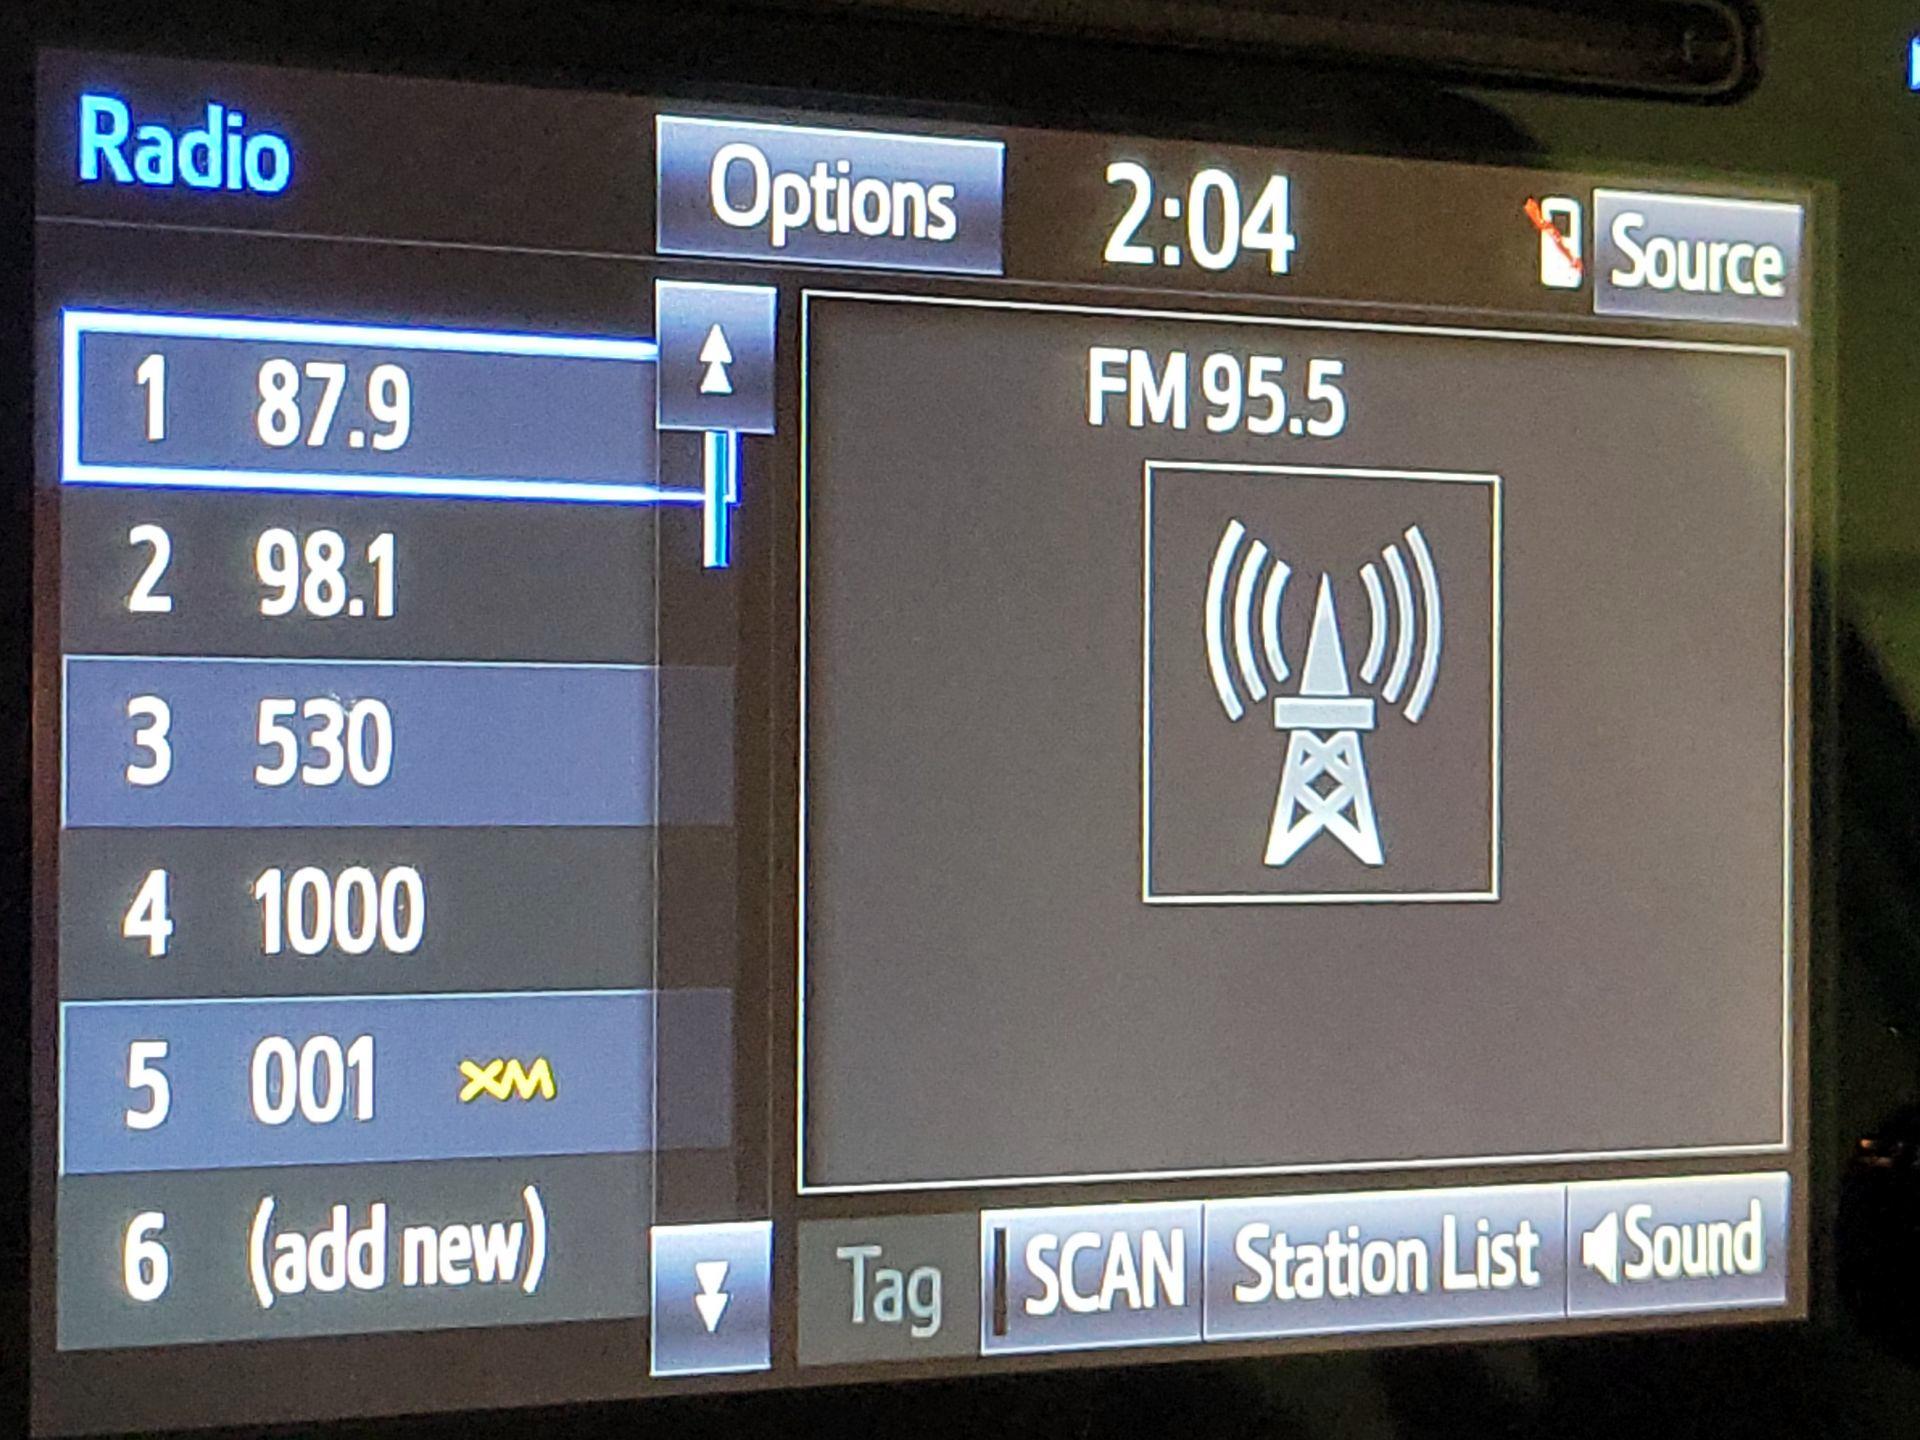 Radio
Options
2:04
Source
1 87.9
2 98.1
3 530
4 1000
5 001 XM
6 (add new)
FM 95.5
Tag
SCAN
Station List
Sound